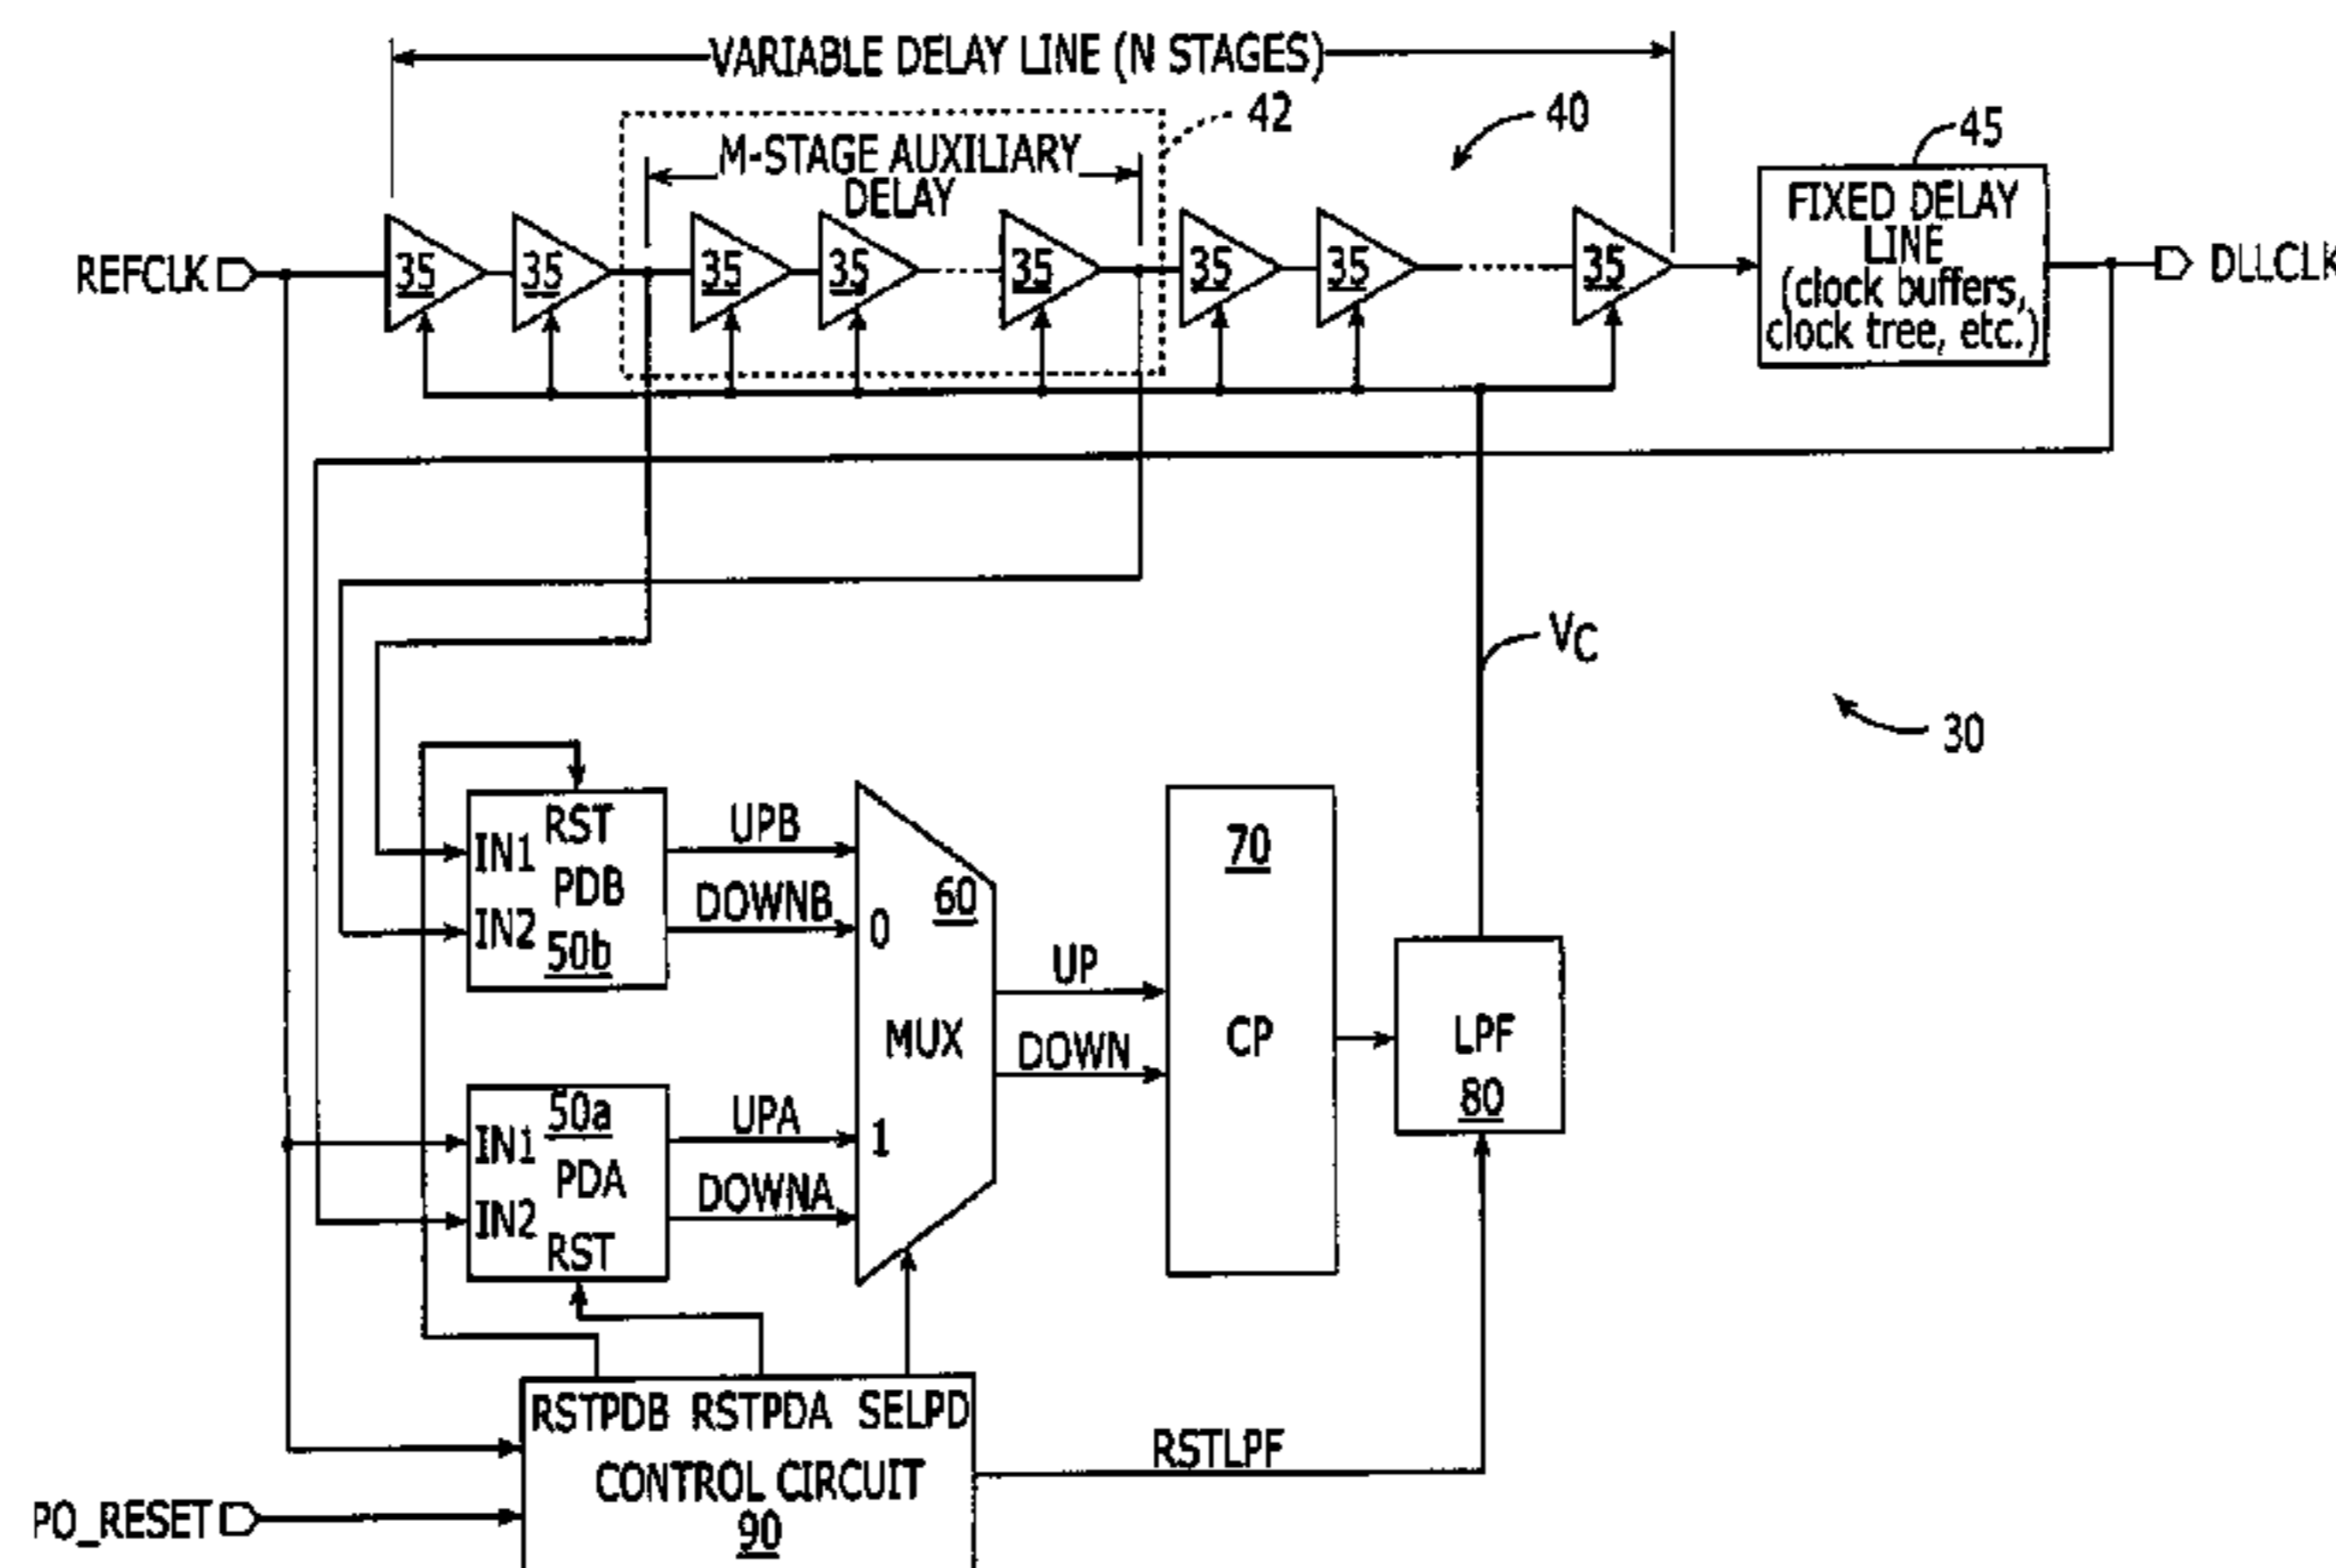 VARIABLE DELAY LINE (N STAGES)
42
40
45
M-STAGE AUXILIARY
DELAY
FIXED DELAY
LINE
(clock buffers,
clock tree, etc.)
REFCLK
35
35
35
35
35
35
35
35
DLLCLK
VC
30
RST
IN1
PDB
IN2
50b
UPB
DOWNB
0
60
MUX
1
UP
DOWN
70
CP
LPF
80
50a
IN1
PDA
IN2
RST
UPA
DOWNA
RSTPDB RSTPDA SELPD
CONTROL CIRCUIT
90
RSTLPF
PO_RESET